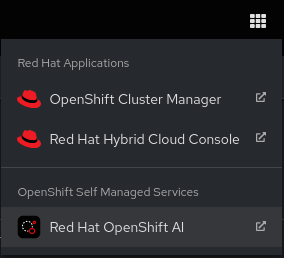 Red Hat Applications
OpenShift Cluster Manager
Red Hat Hybrid Cloud Console
OpenShift Self Managed Services
Red Hat OpenShift AI